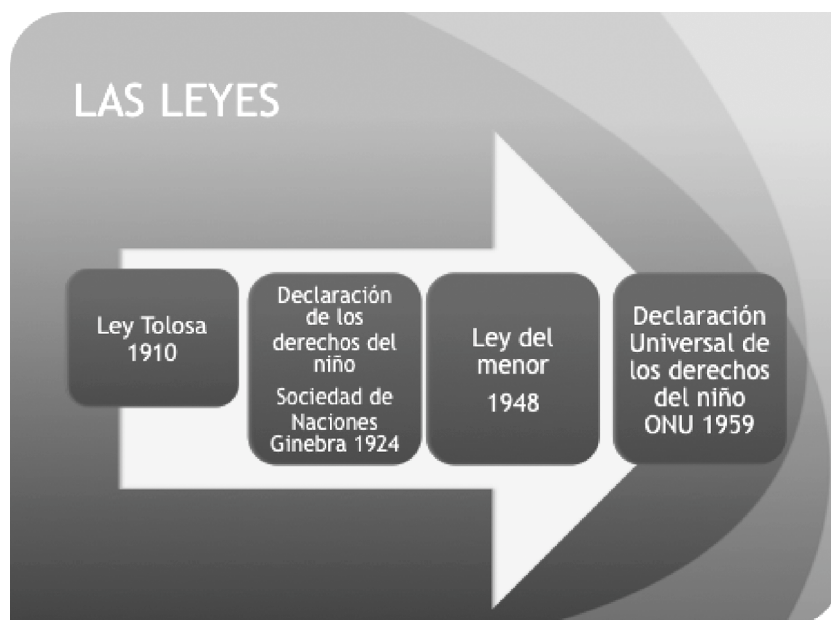 LAS LEYES
Ley Tolosa
1910
Declaración
de los
derechos del
niño
Sociedad de
Naciones
Ginebra 1924
Ley del
menor
1948
Declaración
Universal de
los derechos
del niño
ONU 1959